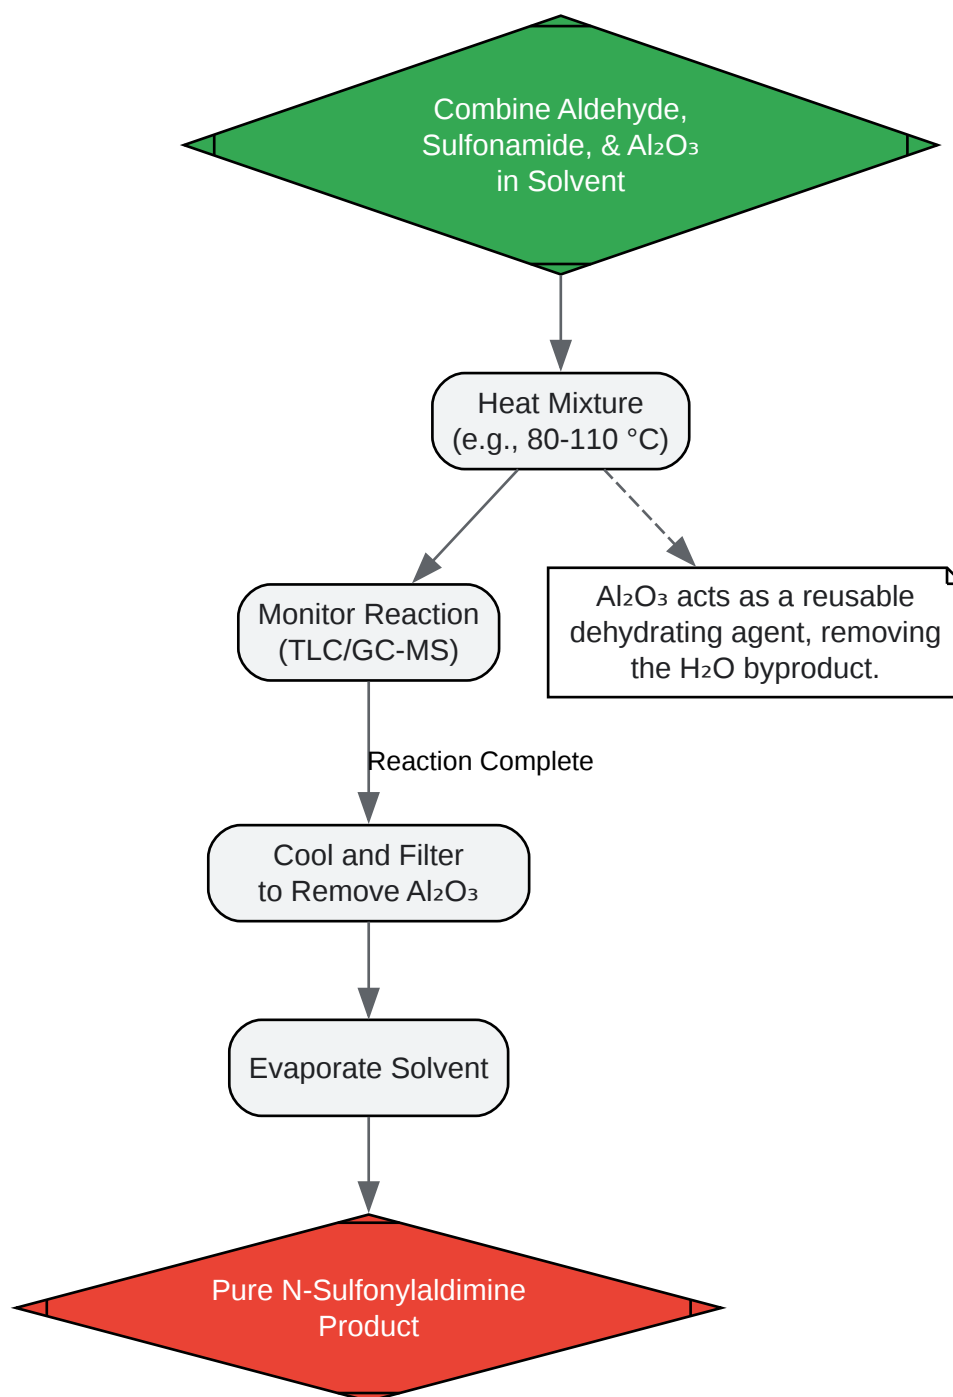 Combine Aldehyde,
Sulfonamide, & Al₂O₃
in Solvent
Heat Mixture
(e.g., 80-110 °C)
Monitor Reaction
(TLC/GC-MS)
Al₂O₃ acts as a reusable
dehydrating agent, removing
the H₂O byproduct.
Reaction Complete
Cool and Filter
to Remove Al₂O₃
Evaporate Solvent
Pure N-Sulfonylaldimine
Product